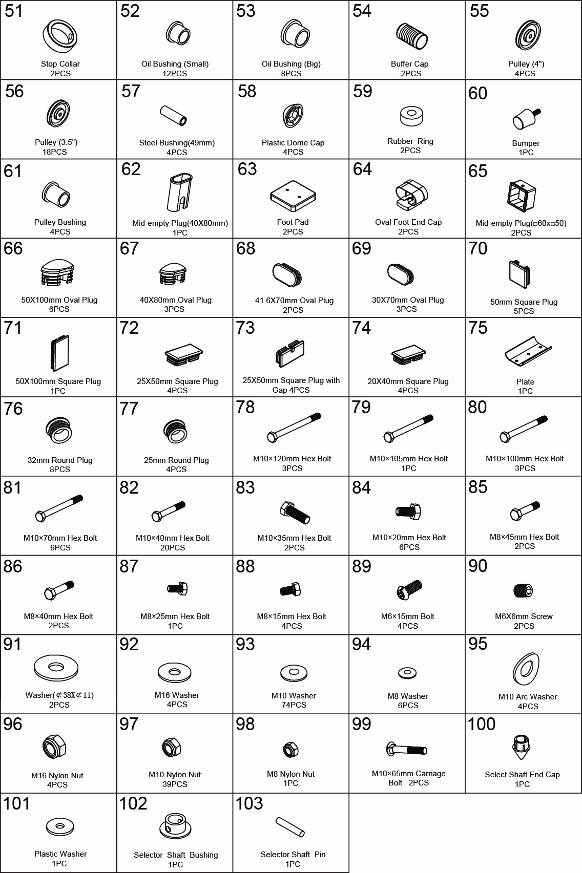 51
Stop Collar
2PCS
52
Oil Bushing (Small)
12PCS
53
Oil Bushing (Big)
8PCS
54
Buffer Cap
2PCS
55
Pulley (4")
4PCS
56
Pulley (3.5")
18PCS
57
Steel Bushing(49mm)
4PCS
58
Plastic Dome Cap
4PCS
59
Rubber Ring
2PCS
60
Bumper
1PC
61
Pulley Bushing
4PCS
62
Mid empty Plug(40X80mm)
1PC
63
Foot Pad
2PCS
64
Oval Foot End Cap
2PCS
65
Mid empty Plug(□60x□50)
2PCS
66
50X100mm Oval Plug
6PCS
67
40X80mm Oval Plug
3PCS
68
41.6X70mm Oval Plug
2PCS
69
30X70mm Oval Plug
3PCS
70
50mm Square Plug
5PCS
71
50X100mm Square Plug
1PC
72
25X50mm Square Plug
4PCS
73
25X50mm Square Plug with
Gap 4PCS
74
20X40mm Square Plug
4PCS
75
Plate
1PC
76
32mm Round Plug
8PCS
77
25mm Round Plug
4PCS
78
M10×120mm Hex Bolt
3PCS
79
M10×105mm Hex Bolt
1PC
80
M10×100mm Hex Bolt
3PCS
81
M10×70mm Hex Bolt
6PCS
82
M10×40mm Hex Bolt
20PCS
83
M10×35mm Hex Bolt
2PCS
84
M10×20mm Hex Bolt
6PCS
85
M8×45mm Hex Bolt
2PCS
86
M8×40mm Hex Bolt
2PCS
87
M8×25mm Hex Bolt
1PC
88
M8×15mm Hex Bolt
4PCS
89
M6×15mm Bolt
4PCS
90
M6X6mm Screw
2PCS
91
Washer(¢38X¢11)
2PCS
92
M16 Washer
4PCS
93
M10 Washer
74PCS
94
M8 Washer
6PCS
95
M10 Arc Washer
4PCS
96
M16 Nylon Nut
4PCS
97
M10 Nylon Nut
39PCS
98
M8 Nylon Nut
1PC
99
M10×65mm Carriage
Bolt 2PCS
100
Select Shaft End Cap
1PC
101
Plastic Washer
1PC
102
Selector Shaft Bushing
1PC
103
Selector Shaft Pin
1PC